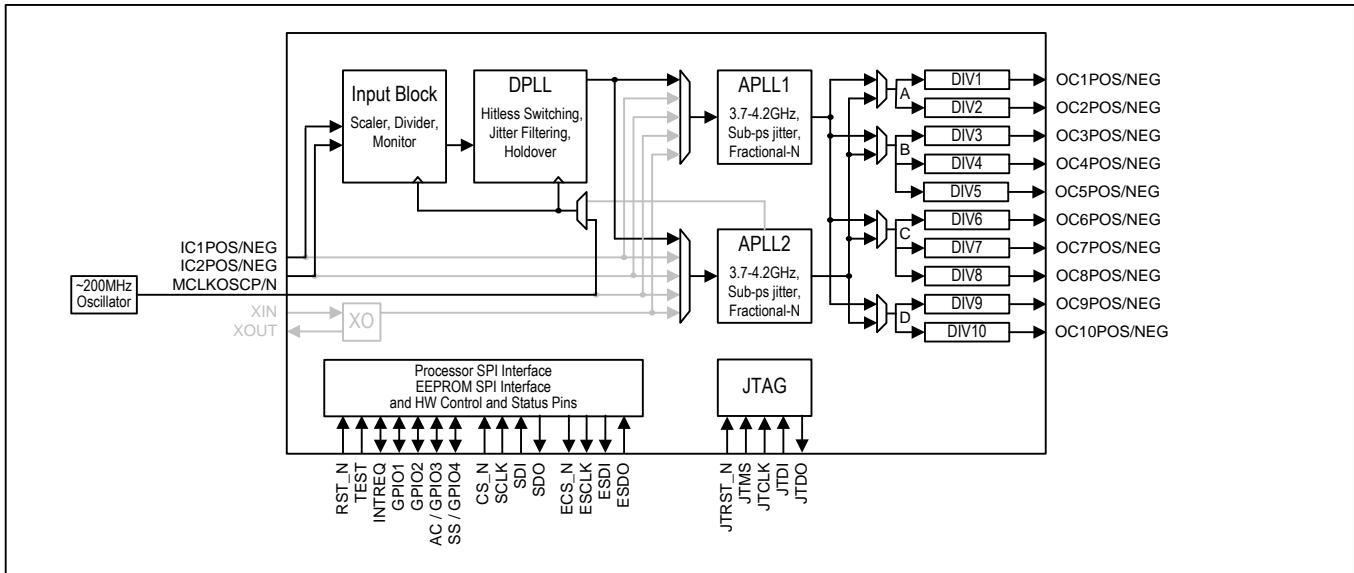 Input Block
Scaler, Divider,
Monitor
DPLL
Hitless Switching,
Jitter Filtering,
Holdover
APLL1
3.7-4.2GHz,
Sub-ps jitter,
Fractional-N
APLL2
3.7-4.2GHz,
Sub-ps jitter,
Fractional-N
A
B
C
D
DIV1
DIV2
DIV3
DIV4
DIV5
DIV6
DIV7
DIV8
DIV9
DIV10
OC1POS/NEG
OC2POS/NEG
OC3POS/NEG
OC4POS/NEG
OC5POS/NEG
OC6POS/NEG
OC7POS/NEG
OC8POS/NEG
OC9POS/NEG
OC10POS/NEG
IC1POS/NEG
IC2POS/NEG
MCLKOSCP/N
~200MHz
Oscillator
XIN
XOUT
XO
Processor SPI Interface
EEPROM SPI Interface
and HW Control and Status Pins
JTAG
RST_N
TEST
INTREQ
GPIO1
GPIO2
AC / GPIO3
SS / GPIO4
CS_N
SCLK
SDI
SDO
ECS_N
ESCLK
ESDI
ESDO
JTRST_N
JTMS
JTCLK
JTDI
JTDO